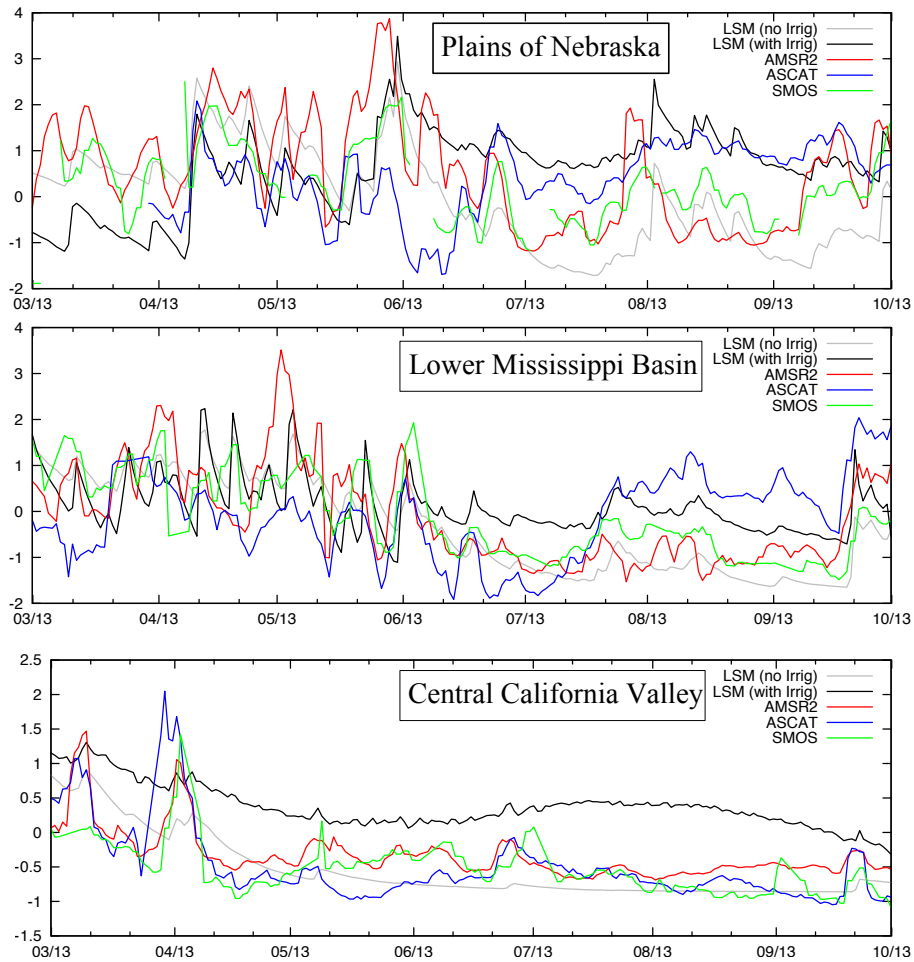 Plains of Nebraska
LSM (no Irrig)
LSM (with Irrig)
AMSR2
ASCAT
SMOS
4
3
2
1
0
-1
-2
03/13 04/13 05/13 06/13 07/13 08/13 09/13 10/13
Lower Mississippi Basin
LSM (no Irrig)
LSM (with Irrig)
AMSR2
ASCAT
SMOS
4
3
2
1
0
-1
-2
03/13 04/13 05/13 06/13 07/13 08/13 09/13 10/13
Central California Valley
LSM (no Irrig)
LSM (with Irrig)
AMSR2
ASCAT
SMOS
2.5
2
1.5
1
0.5
0
-0.5
-1
-1.5
03/13 04/13 05/13 06/13 07/13 08/13 09/13 10/13